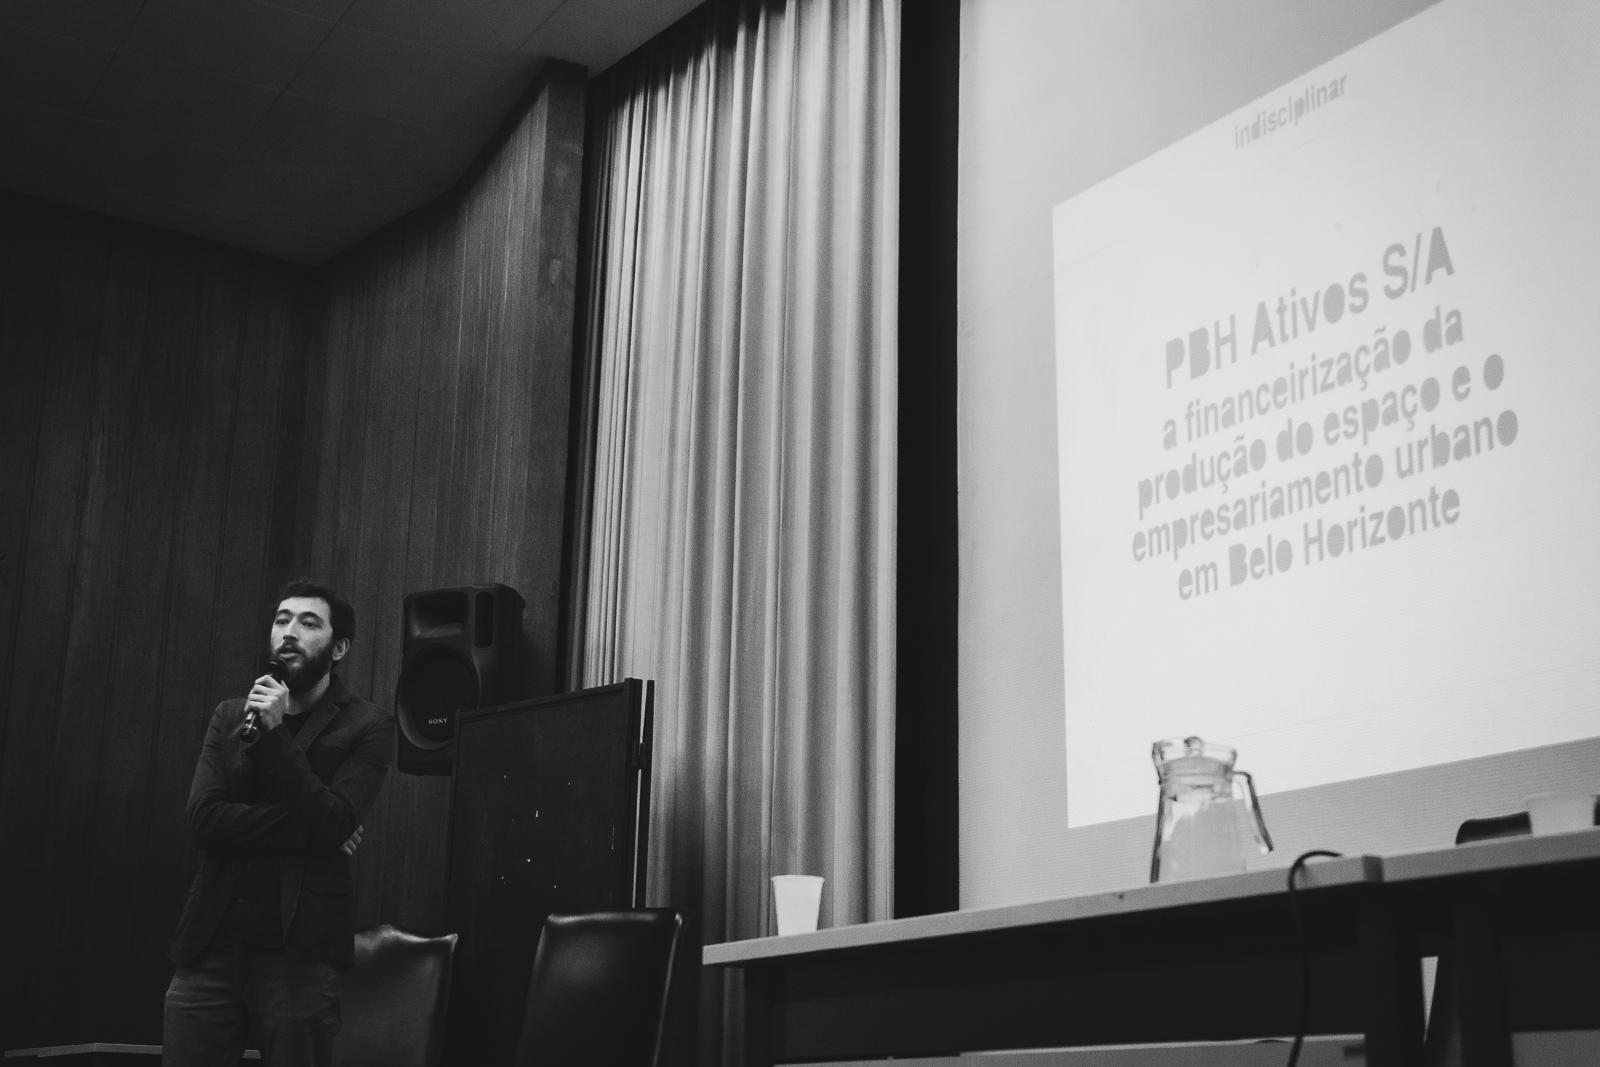 indisciplinar
PBH Ativos S/A
a financeirização da
produção do espaço e o
empresariamento urbano
em Belo Horizonte
SONY